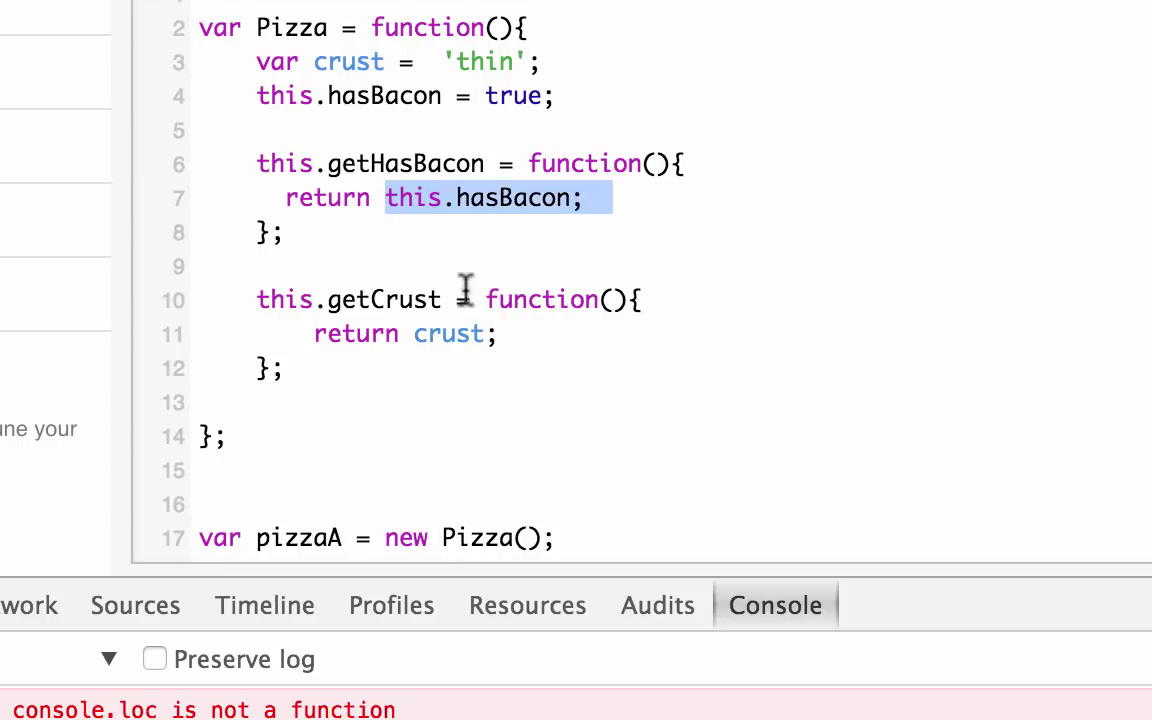 2 var Pizza = function(){
3 var crust = 'thin';
4 this.hasBacon = true;
5
6 this.getHasBacon = function(){
7 return this.hasBacon;
8 };
9
10 this.getCrust = function(){
11 return crust;
12 };
13
une your
14 };
15
16
17 var pizzaA = new Pizza();
work Sources Timeline Profiles Resources Audits Console
▼ Preserve log
console.loc is not a function